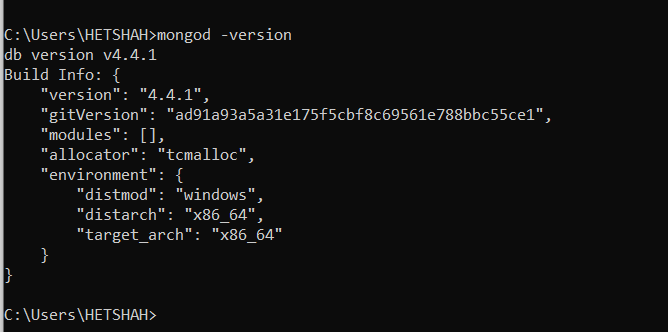 C:\Users\HETSHAH>mongod -version
db version v4.4.1
Build Info: {
    "version": "4.4.1",
    "gitVersion": "ad91a93a5a31e175f5cbf8c69561e788bbc55ce1",
    "modules": [],
    "allocator": "tcmalloc",
    "environment": {
        "distmod": "windows",
        "distarch": "x86_64",
        "target_arch": "x86_64"
    }
}
C:\Users\HETSHAH>